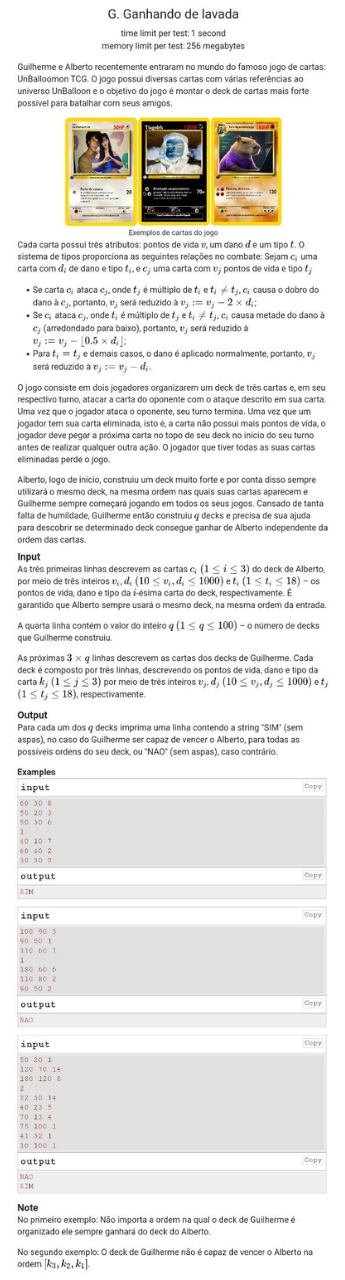 G. Ganhando de lavada
time limit per test: 1 second
memory limit per test: 256 megabytes
Guilherme e Alberto recentemente entraram no mundo do famoso jogo de cartas:
UnBalloomon TCG. O jogo possui diversas cartas com várias referências ao
universo UnBalloon e o objetivo do jogo é montar o deck de cartas mais forte
possível para batalhar com seus amigos.
Exemplos de cartas do jogo
Cada carta possui três atributos: pontos de vida v, um dano d e um tipo t. O
sistema de tipos proporciona as seguintes relações no combate: Sejam c_i uma
carta com d_i de dano e tipo t_i, e c_j uma carta com v_j pontos de vida e tipo t_j
• Se carta c_i ataca c_j, onde t_j é múltiplo de t_i e t_i ≠ t_j, c_i causa o dobro do
dano à c_j, portanto, v_j será reduzido à v_j := v_j − 2 × d_i;
• Se c_i ataca c_j, onde t_i é múltiplo de t_j e t_i ≠ t_j, c_i causa metade do dano à
c_j (arredondado para baixo), portanto, v_j será reduzido à
v_j := v_j − ⌊0.5 × d_i⌋;
• Para t_i = t_j e demais casos, o dano é aplicado normalmente, portanto, v_j
será reduzido à v_j := v_j − d_i.
O jogo consiste em dois jogadores organizarem um deck de três cartas e, em seu
respectivo turno, atacar a carta do oponente com o ataque descrito em sua carta.
Uma vez que o jogador ataca o oponente, seu turno termina. Uma vez que um
jogador tem sua carta eliminada, isto é, a carta não possui mais pontos de vida, o
jogador deve pegar a próxima carta no topo de seu deck no início do seu turno
antes de realizar qualquer outra ação. O jogador que tiver todas as suas cartas
eliminadas perde o jogo.
Alberto, logo de início, construiu um deck muito forte e por conta disso sempre
utilizará o mesmo deck, na mesma ordem nas quais suas cartas aparecem e
Guilherme sempre começará jogando em todos os seus jogos. Cansado de tanta
falta de humildade, Guilherme então construiu q decks e precisa de sua ajuda
para descobrir se determinado deck consegue ganhar de Alberto independente da
ordem das cartas.
Input
As três primeiras linhas descrevem as cartas c_i (1 ≤ i ≤ 3) do deck de Alberto,
por meio de três inteiros v_i, d_i (10 ≤ v_i, d_i ≤ 1000) e t_i (1 ≤ t_i ≤ 18) – os
pontos de vida, dano e tipo da i-ésima carta do deck, respectivamente. É
garantido que Alberto sempre usará o mesmo deck, na mesma ordem da entrada.
A quarta linha contém o valor do inteiro q (1 ≤ q ≤ 100) – o número de decks
que Guilherme construiu.
As próximas 3 × q linhas descrevem as cartas dos decks de Guilherme. Cada
deck é composto por três linhas, descrevendo os pontos de vida, dano e tipo da
carta k_j (1 ≤ j ≤ 3) por meio de três inteiros v_j, d_j (10 ≤ v_j, d_j ≤ 1000) e t_j
(1 ≤ t_j ≤ 18), respectivamente.
Output
Para cada um dos q decks imprima uma linha contendo a string "SIM" (sem
aspas), no caso do Guilherme ser capaz de vencer o Alberto, para todas as
possíveis ordens do seu deck, ou "NAO" (sem aspas), caso contrário.
Examples
input Copy
60 30 8
50 20 3
50 30 6
1
40 10 7
60 40 2
30 30 2
output Copy
SIM
input Copy
100 90 3
90 50 1
110 60 1
1
180 60 6
110 80 2
90 50 2
output Copy
NAO
input Copy
50 20 1
120 70 14
180 120 8
2
22 30 14
40 23 5
70 13 4
75 100 1
41 32 1
10 100 1
output Copy
NAO
SIM
Note
No primeiro exemplo: Não importa a ordem na qual o deck de Guilherme é
organizado ele sempre ganhará do deck do Alberto.
No segundo exemplo: O deck de Guilherme não é capaz de vencer o Alberto na
ordem [k_3, k_2, k_1].